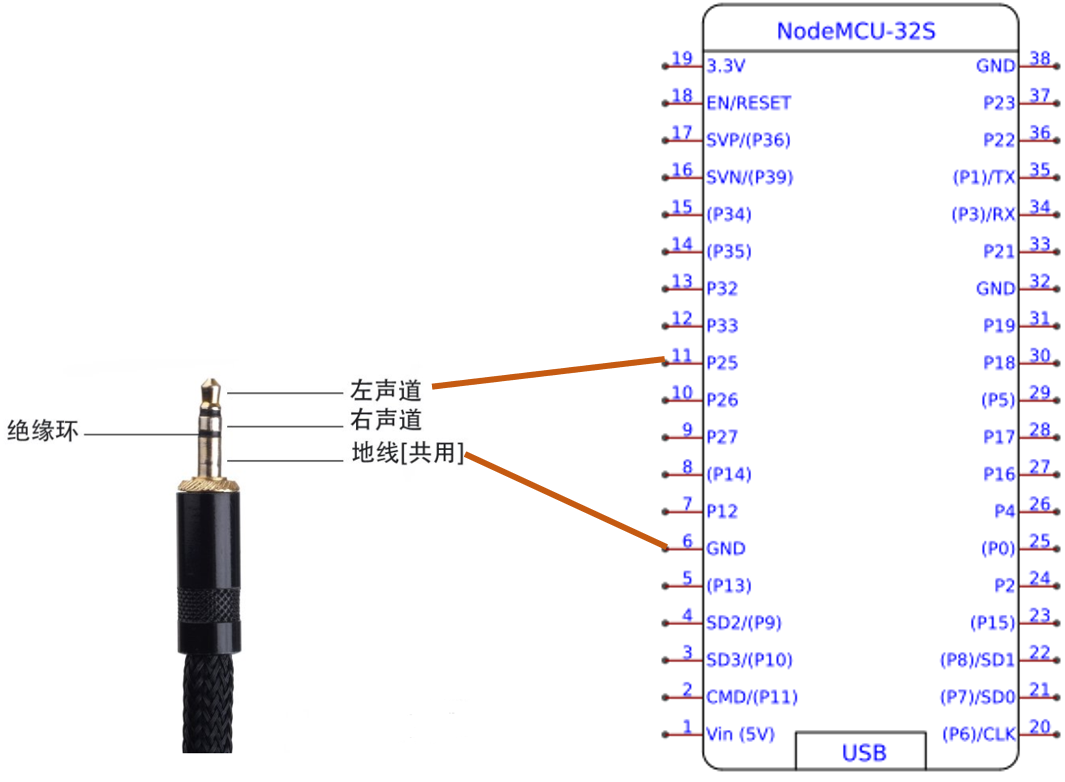 NodeMCU-32S
19 3.3V GND 38
18 EN/RESET P23 37
17 SVP/(P36) P22 36
16 SVN/(P39) (P1)/TX 35
15 (P34) (P3)/RX 34
14 (P35) P21 33
13 P32 GND 32
12 P33 P19 31
11 P25 P18 30
10 P26 (P5) 29
9 P27 P17 28
8 (P14) P16 27
7 P12 P4 26
6 GND (P0) 25
5 (P13) P2 24
4 SD2/(P9) (P15) 23
3 SD3/(P10) (P8)/SD1 22
2 CMD/(P11) (P7)/SD0 21
1 Vin (5V) (P6)/CLK 20
USB
左声道
右声道
绝缘环
地线[共用]